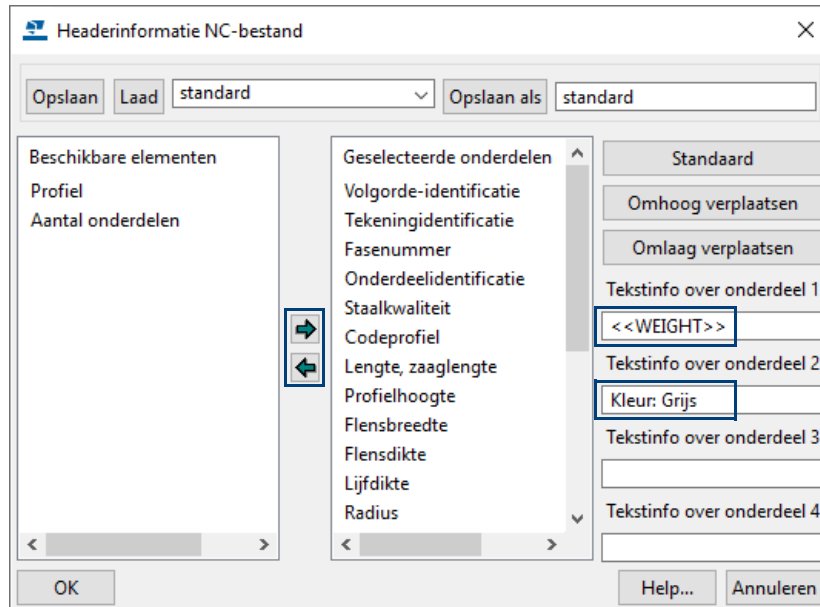 Headerinformatie NC-bestand
Opslaan
Laad
standard
Opslaan als
standard
Beschikbare elementen
Profiel
Aantal onderdelen
Geselecteerde onderdelen
Volgorde-identificatie
Tekeningidentificatie
Fasenummer
Onderdeelidentificatie
Staalkwaliteit
Codeprofiel
Lengte, zaaglengte
Profielhoogte
Flensbreedte
Flensdikte
Lijfdikte
Radius
Standaard
Omhoog verplaatsen
Omlaag verplaatsen
Tekstinfo over onderdeel 1
<<WEIGHT>>
Tekstinfo over onderdeel 2
Kleur: Grijs
Tekstinfo over onderdeel 3
Tekstinfo over onderdeel 4
OK
Help...
Annuleren